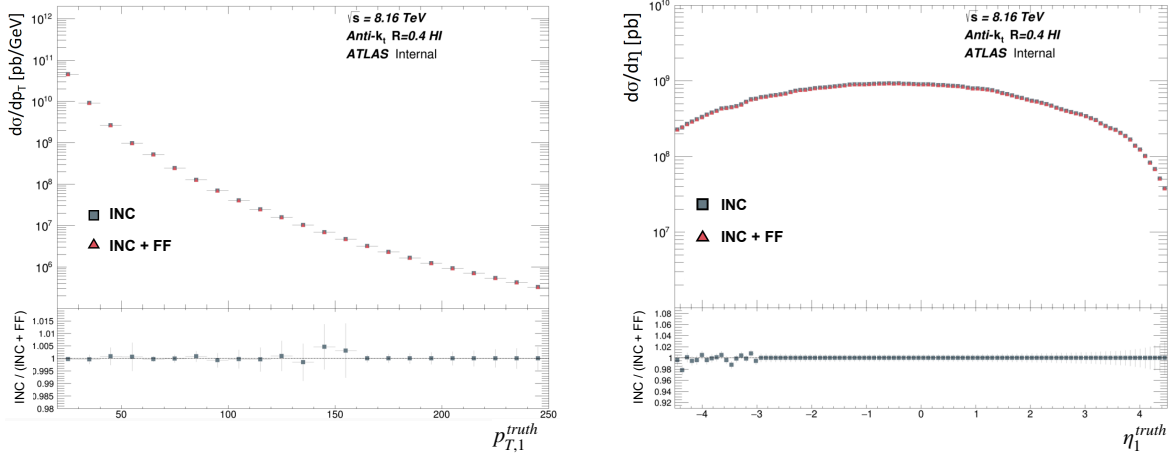 √s = 8.16 TeV
Anti-kt R=0.4 HI
ATLAS Internal
dσ/dpT [pb/GeV]
10^12
10^11
10^10
10^9
10^8
10^7
10^6
INC
INC + FF
INC / (INC + FF)
1.015
1.01
1.005
1
0.995
0.99
0.985
0.98
50
100
150
200
250
p_{T,1}^{truth}
√s = 8.16 TeV
Anti-kt R=0.4 HI
ATLAS Internal
dσ/dη [pb]
10^10
10^9
10^8
10^7
INC
INC + FF
INC / (INC + FF)
1.08
1.06
1.04
1.02
1
0.98
0.96
0.94
0.92
−4
−3
−2
−1
0
1
2
3
4
η_1^{truth}